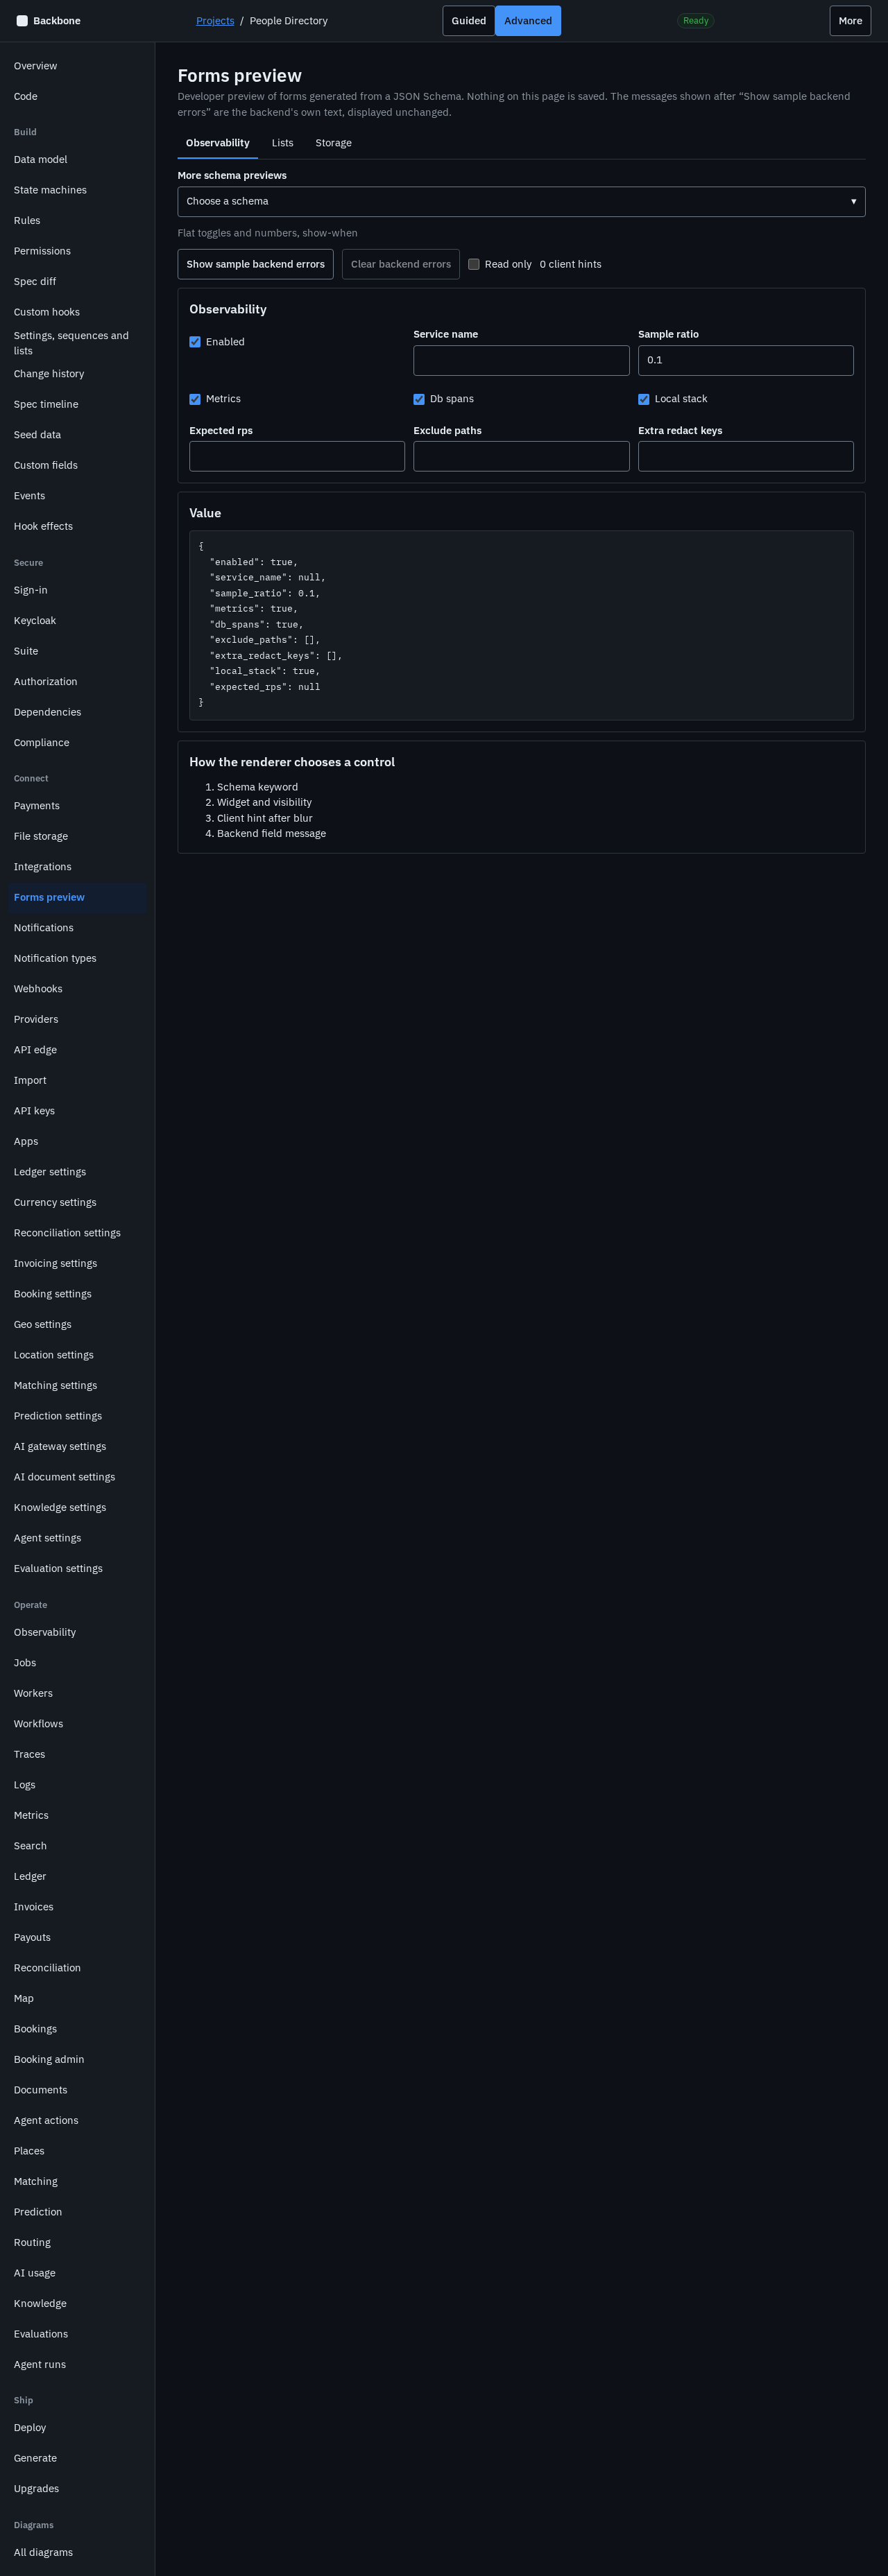 Backbone
Projects / People Directory
Guided
Advanced
Ready
More
Overview
Code
Build
Data model
State machines
Rules
Permissions
Spec diff
Custom hooks
Settings, sequences and
lists
Change history
Spec timeline
Seed data
Custom fields
Events
Hook effects
Secure
Sign-in
Keycloak
Suite
Authorization
Dependencies
Compliance
Connect
Payments
File storage
Integrations
Forms preview
Notifications
Notification types
Webhooks
Providers
API edge
Import
API keys
Apps
Ledger settings
Currency settings
Reconciliation settings
Invoicing settings
Booking settings
Geo settings
Location settings
Matching settings
Prediction settings
AI gateway settings
AI document settings
Knowledge settings
Agent settings
Evaluation settings
Operate
Observability
Jobs
Workers
Workflows
Traces
Logs
Metrics
Search
Ledger
Invoices
Payouts
Reconciliation
Map
Bookings
Booking admin
Documents
Agent actions
Places
Matching
Prediction
Routing
AI usage
Knowledge
Evaluations
Agent runs
Ship
Deploy
Generate
Upgrades
Diagrams
All diagrams
Forms preview
Developer preview of forms generated from a JSON Schema. Nothing on this page is saved. The messages shown after “Show sample backend
errors” are the backend's own text, displayed unchanged.
Observability Lists Storage
More schema previews
Choose a schema ▾
Flat toggles and numbers, show-when
Show sample backend errors Clear backend errors Read only 0 client hints
Observability
Enabled
Service name
Sample ratio
0.1
Metrics
Db spans
Local stack
Expected rps
Exclude paths
Extra redact keys
Value
{
"enabled": true,
"service_name": null,
"sample_ratio": 0.1,
"metrics": true,
"db_spans": true,
"exclude_paths": [],
"extra_redact_keys": [],
"local_stack": true,
"expected_rps": null
}
How the renderer chooses a control
1. Schema keyword
2. Widget and visibility
3. Client hint after blur
4. Backend field message